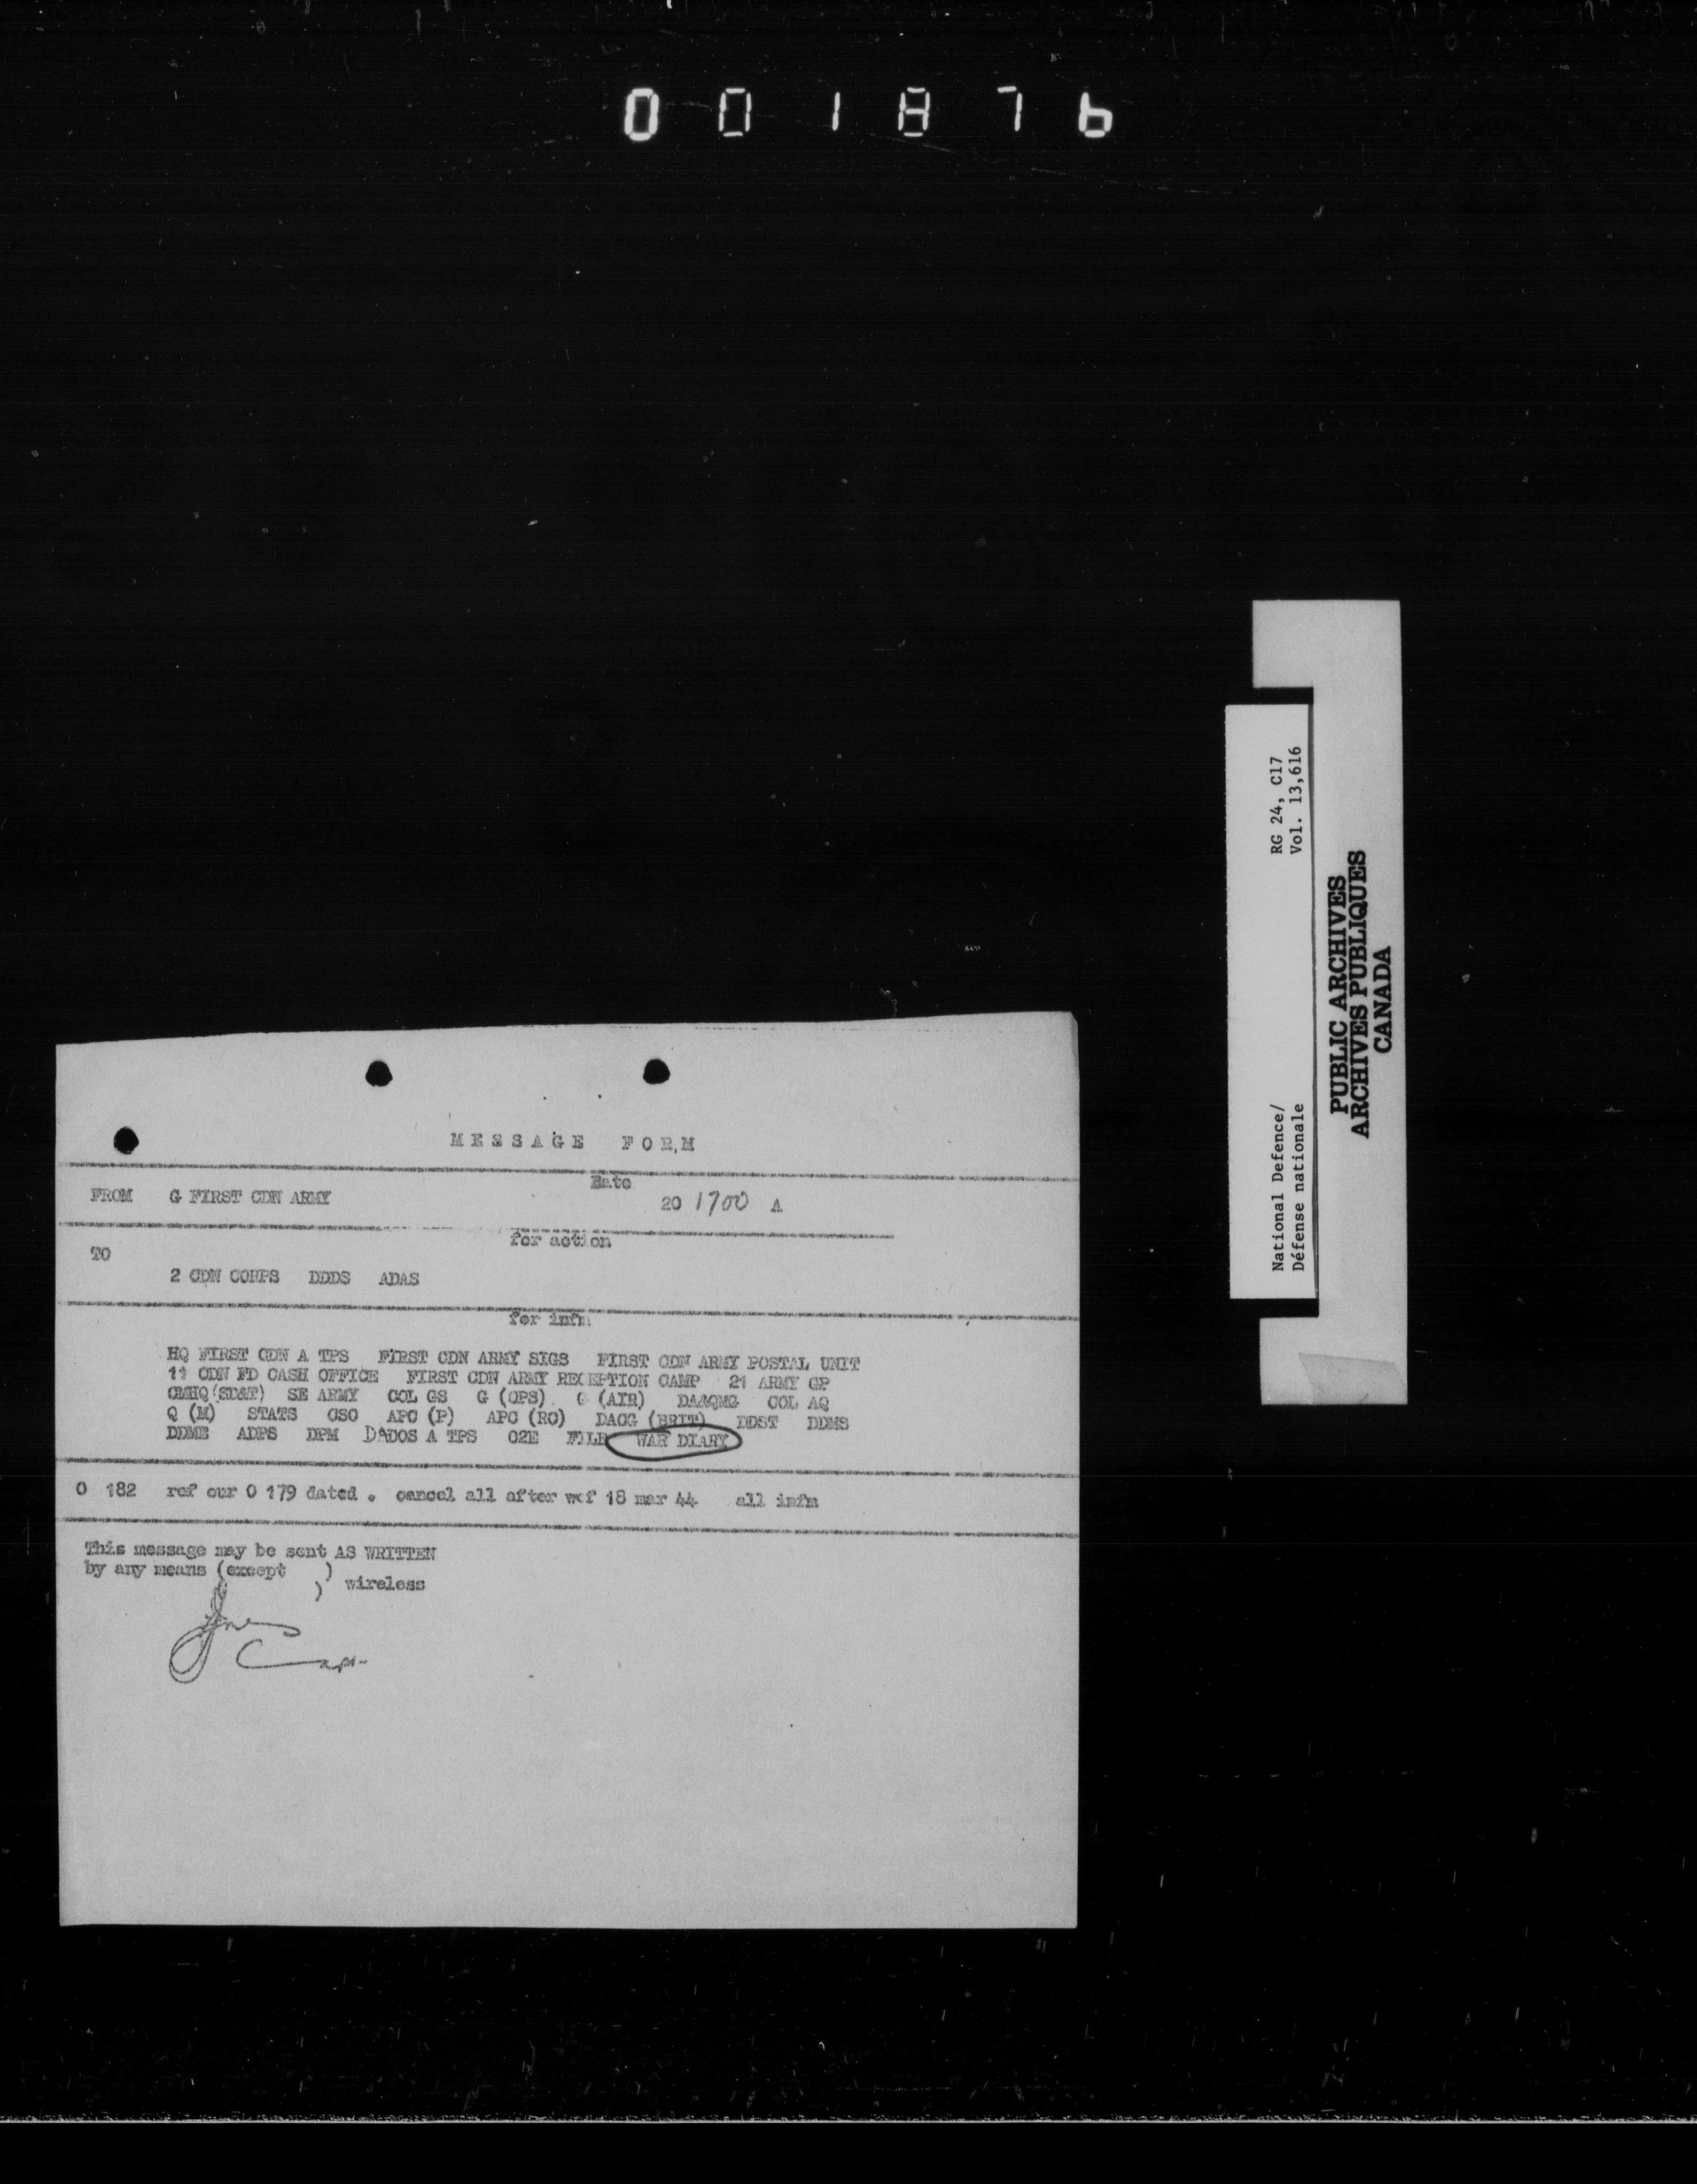 001876
MESSAGE FORM
Date
FROM G FIRST CDN ARMY 20 1700 A
for action
TO
2 CDN CORPS DDDS ADAS
for infm
HQ FIRST CDN A TPS FIRST CDN ARMY SIGS FIRST CDN ARMY POSTAL UNIT
11 CDN FD CASH OFFICE FIRST CDN ARMY RECEPTION CAMP 21 ARMY GP
CMHQ (SD&T) SE ARMY COL GS G (OPS) G (AIR) DA&QMG COL AQ
Q (M) STATS CSO APC (P) APC (RC) DACG (BRIT) DDST DDMS
DDME ADPS DPM DADOS A TPS O2E FILE WAR DIARY
O 182 ref our O 179 dated . cancel all after wef 18 mar 44 all infm
This message may be sent AS WRITTEN
by any means (except )
) wireless
Capt-
RG 24, C17
Vol. 13,616
National Defence/
Défense nationale
PUBLIC ARCHIVES
ARCHIVES PUBLIQUES
CANADA